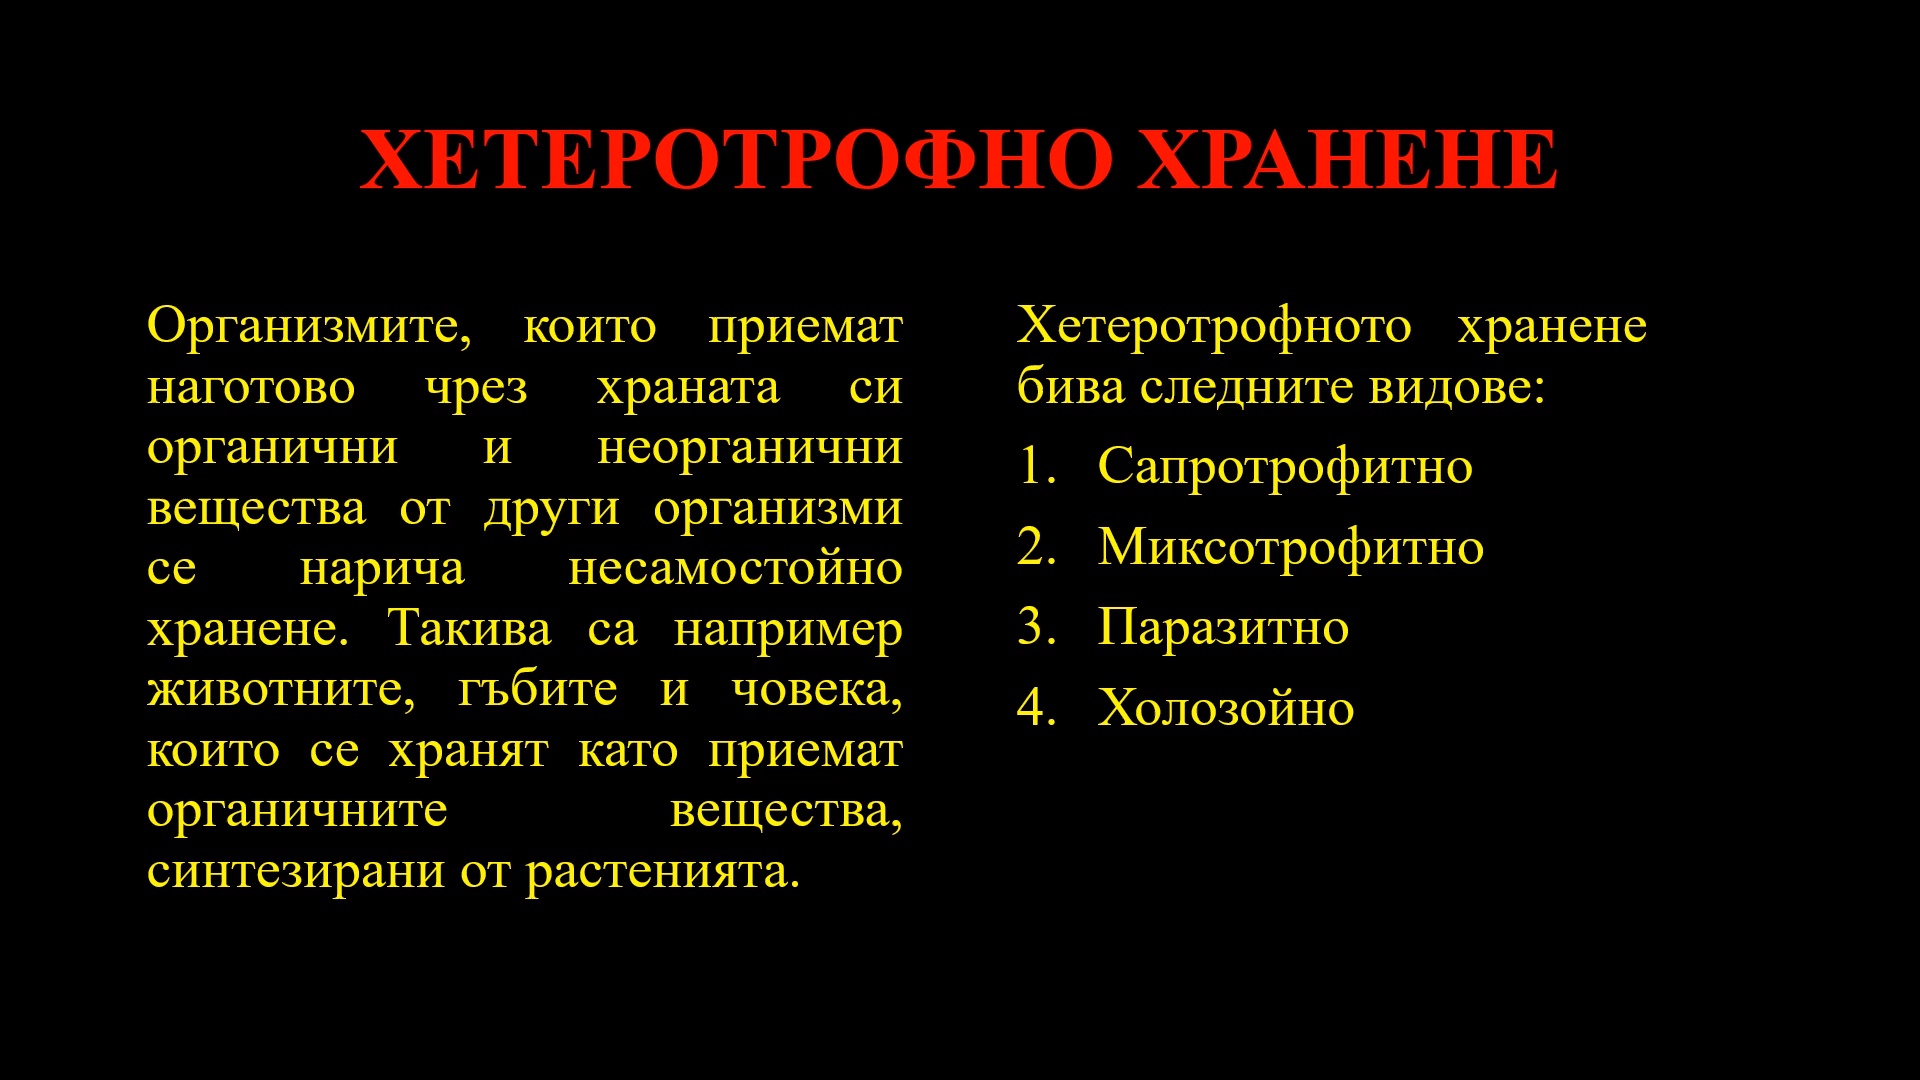 ХЕТЕРОТРОФНО ХРАНЕНЕ
Организмите, които приемат
наготово чрез храната си
органични и неорганични
вещества от други организми
се нарича несамостойно
хранене. Такива са например
животните, гъбите и човека,
които се хранят като приемат
органичните вещества,
синтезирани от растенията.
Хетеротрофното хранене
бива следните видове:
1. Сапротрофитно
2. Миксотрофитно
3. Паразитно
4. Холозойно